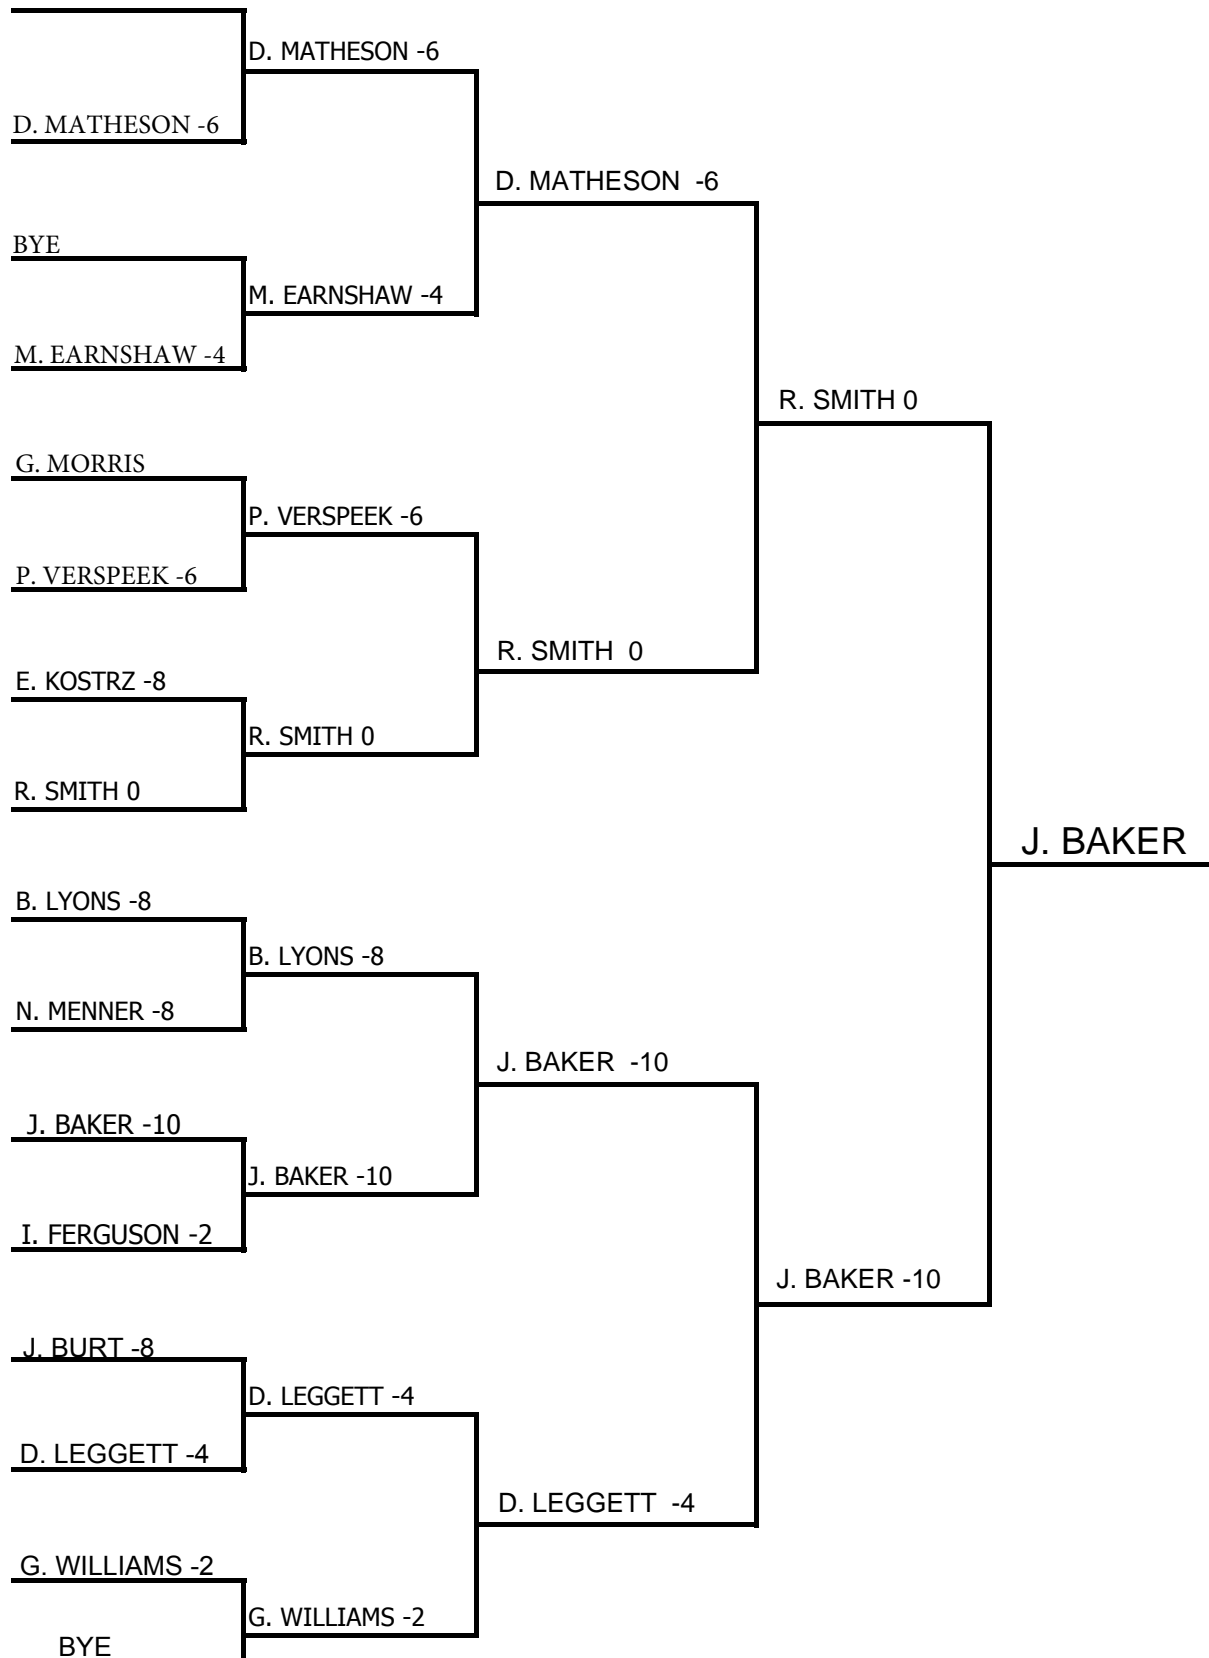 D. MATHESON -6
D. MATHESON -6
D. MATHESON -6
BYE
M. EARNSHAW -4
M. EARNSHAW -4
R. SMITH 0
G. MORRIS
P. VERSPEEK -6
P. VERSPEEK -6
R. SMITH 0
E. KOSTRZ -8
R. SMITH 0
R. SMITH 0
J. BAKER
B. LYONS -8
B. LYONS -8
N. MENNER -8
J. BAKER -10
J. BAKER -10
J. BAKER -10
I. FERGUSON -2
J. BAKER -10
J. BURT -8
D. LEGGETT -4
D. LEGGETT -4
D. LEGGETT -4
G. WILLIAMS -2
G. WILLIAMS -2
BYE